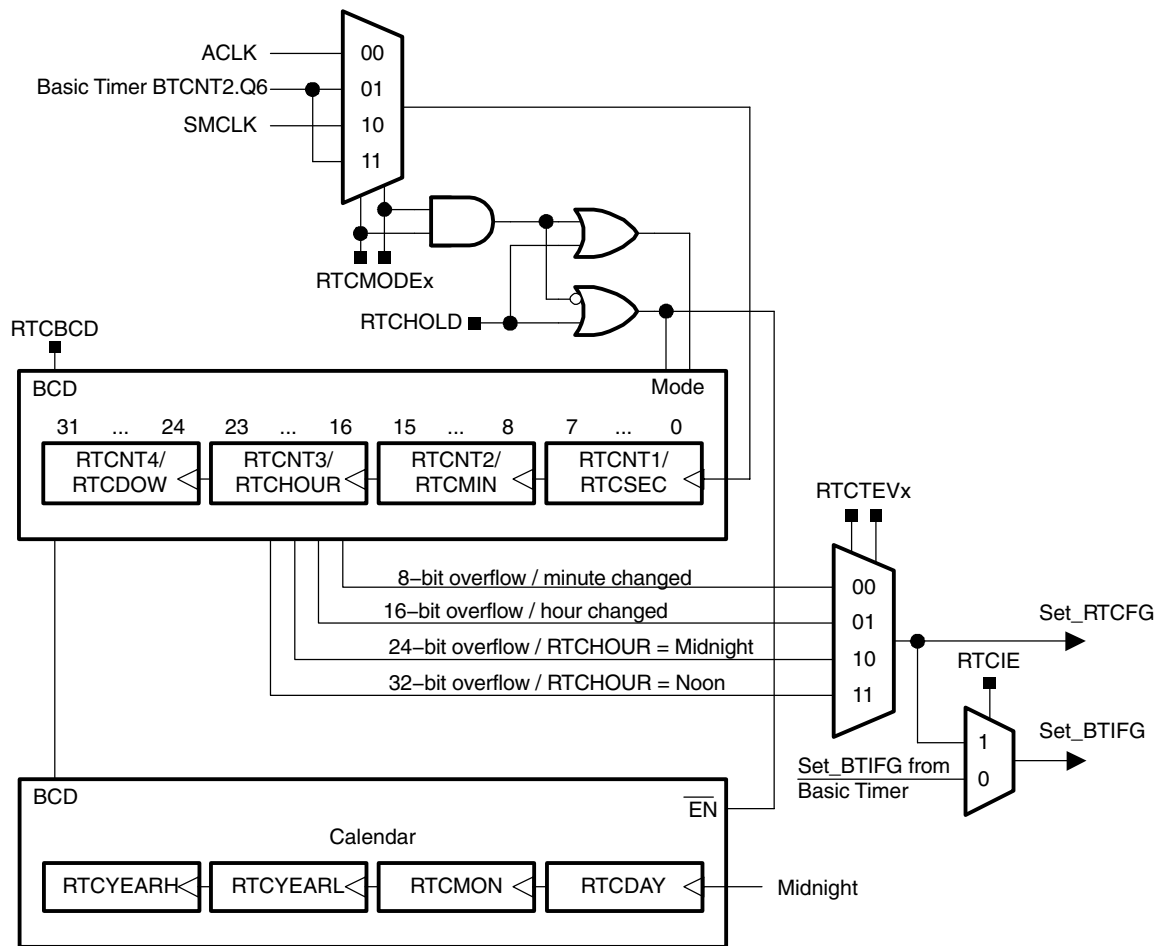 ACLK
00
Basic Timer BTCNT2.Q6
01
SMCLK
10
11
RTCMODEx
RTCHOLD
RTCBCD
BCD
Mode
31 ... 24
23 ... 16
15 ... 8
7 ... 0
RTCNT4/
RTCDOW
RTCNT3/
RTCHOUR
RTCNT2/
RTCMIN
RTCNT1/
RTCSEC
RTCTEVx
8−bit overflow / minute changed
00
16−bit overflow / hour changed
01
24−bit overflow / RTCHOUR = Midnight
10
32−bit overflow / RTCHOUR = Noon
11
Set_RTCFG
RTCIE
1
0
Set_BTIFG
Set_BTIFG from
Basic Timer
BCD
EN
Calendar
RTCYEARH
RTCYEARL
RTCMON
RTCDAY
Midnight